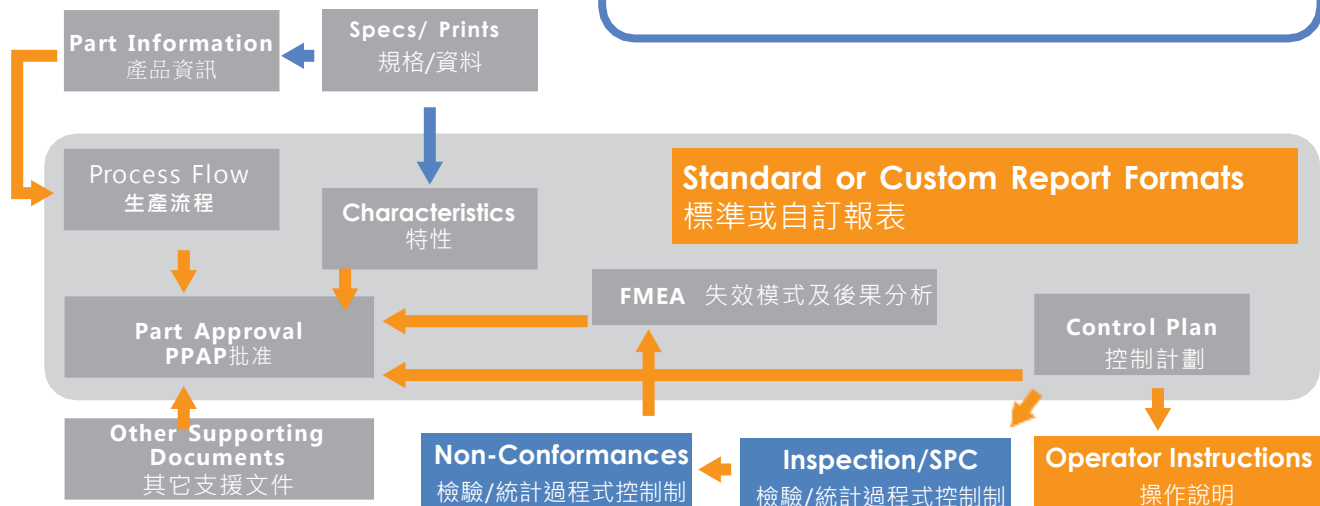 Part Information
產品資訊
Specs/ Prints
規格/資料
Process Flow
生產流程
Characteristics
特性
Standard or Custom Report Formats
標準或自訂報表
FMEA 失效模式及後果分析
Part Approval
PPAP批准
Control Plan
控制計劃
Other Supporting
Documents
其它支援文件
Non-Conformances
檢驗/統計過程式控制制
Inspection/SPC
檢驗/統計過程式控制制
Operator Instructions
操作說明